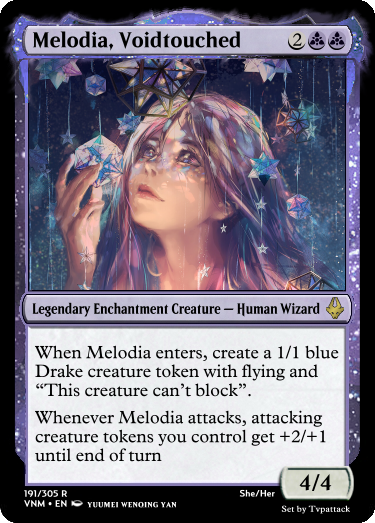 Melodia, Voidtouched 2
Legendary Enchantment Creature — Human Wizard
When Melodia enters, create a 1/1 blue
Drake creature token with flying and
“This creature can't block”.
Whenever Melodia attacks, attacking
creature tokens you control get +2/+1
until end of turn
4/4
191/305 R She/Her
VNM • EN YUUMEI WENQING YAN Set by Tvpattack